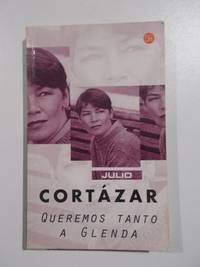 JULIO
CORTÁZAR
QUEREMOS TANTO
A GLENDA